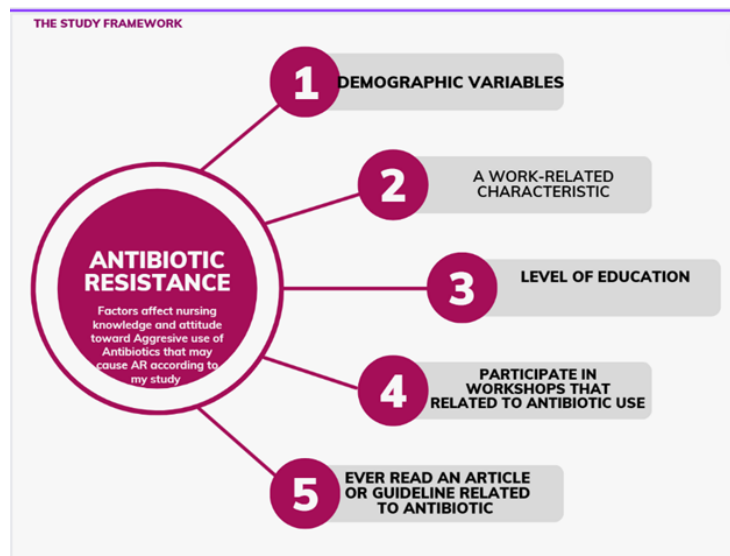 THE STUDY FRAMEWORK
1
DEMOGRAPHIC VARIABLES
2
A WORK-RELATED
CHARACTERISTIC
ANTIBIOTIC
RESISTANCE
Factors affect nursing
knowledge and attitude
toward Aggresive use of
Antibiotics that may
cause AR according to
my study
3
LEVEL OF EDUCATION
4
PARTICIPATE IN
WORKSHOPS THAT
RELATED TO ANTIBIOTIC USE
5
EVER READ AN ARTICLE
OR GUIDELINE RELATED
TO ANTIBIOTIC